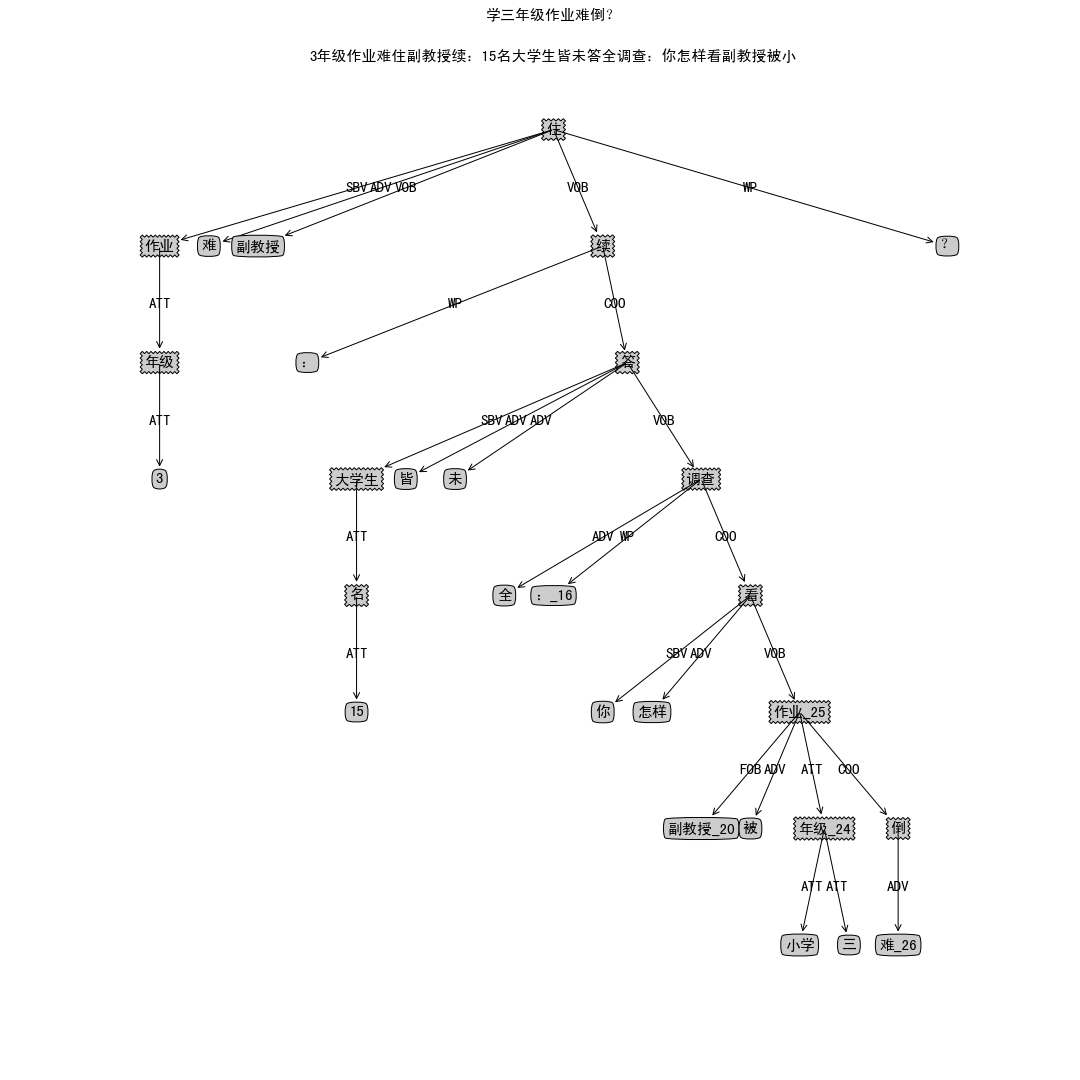 学三年级作业难倒？
3年级作业难住副教授续：15名大学生皆未答全调查：你怎样看副教授被小
住
SBV ADV VOB VOB WP
作业 难 副教授 续 ？
ATT WP COO
年级 ： 答
ATT SBV ADV ADV VOB
3 大学生 皆 未 调查
ATT ADV WP COO
名 全 ：_16 看
ATT SBV ADV VOB
15 你 怎样 作业_25
FOB ADV ATT COO
副教授_20 被 年级_24 倒
ATT ATT ADV
小学 三 难_26